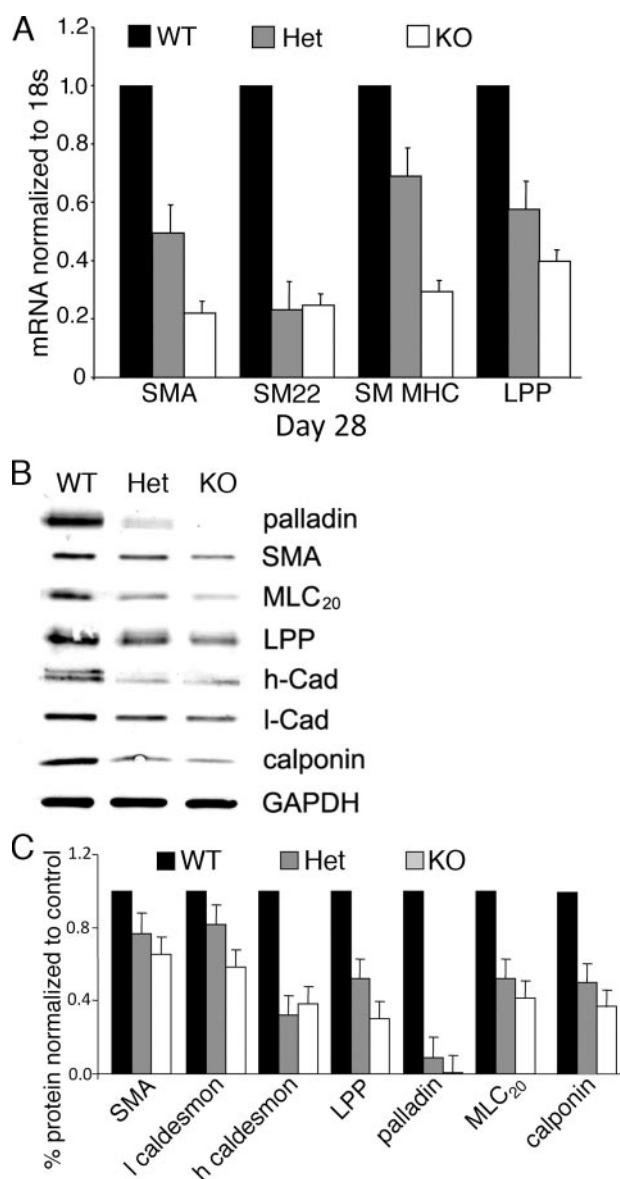 A
WT Het KO
mRNA normalized to 18s
1.0
0.8
0.6
0.4
0.2
0
SMA SM22 SM MHC LPP
Day 28
B
WT Het KO
palladin
SMA
MLC₂₀
LPP
h-Cad
l-Cad
calponin
GAPDH
C
WT Het KO
% protein normalized to control
1.2
0.8
0.4
0.0
SMA
l caldesmon
h caldesmon
LPP
palladin
MLC₂₀
calponin